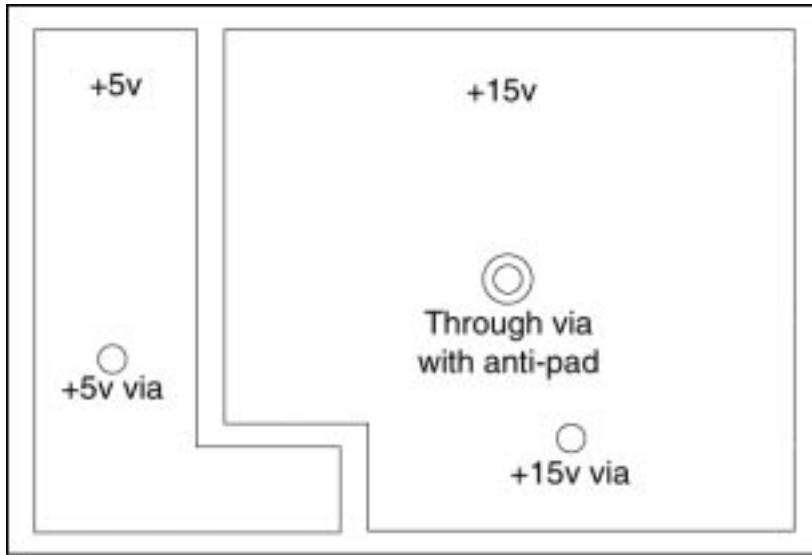 +5v
+15v
Through via
with anti-pad
+5v via
+15v via